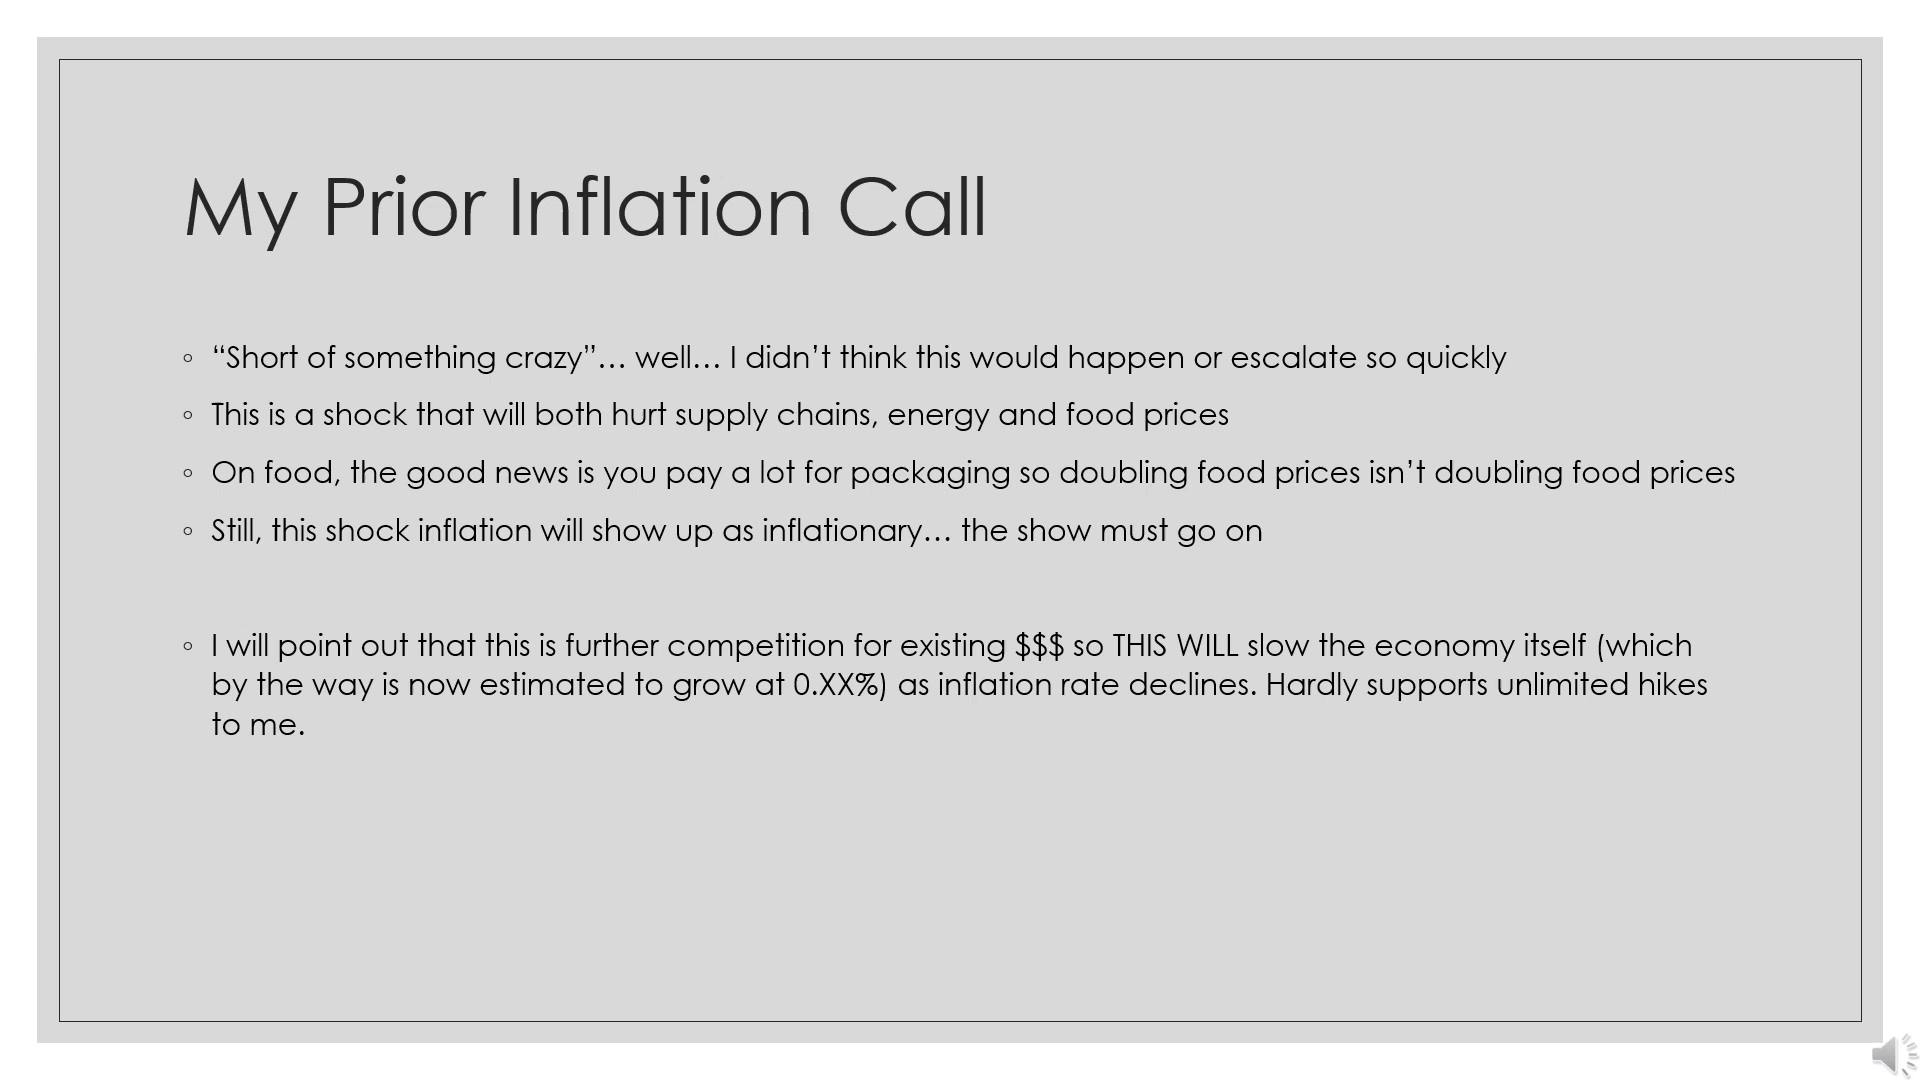 My Prior Inflation Call
◦ “Short of something crazy”… well… I didn’t think this would happen or escalate so quickly
◦ This is a shock that will both hurt supply chains, energy and food prices
◦ On food, the good news is you pay a lot for packaging so doubling food prices isn’t doubling food prices
◦ Still, this shock inflation will show up as inflationary… the show must go on
◦ I will point out that this is further competition for existing $$$ so THIS WILL slow the economy itself (which
by the way is now estimated to grow at 0.XX%) as inflation rate declines. Hardly supports unlimited hikes
to me.